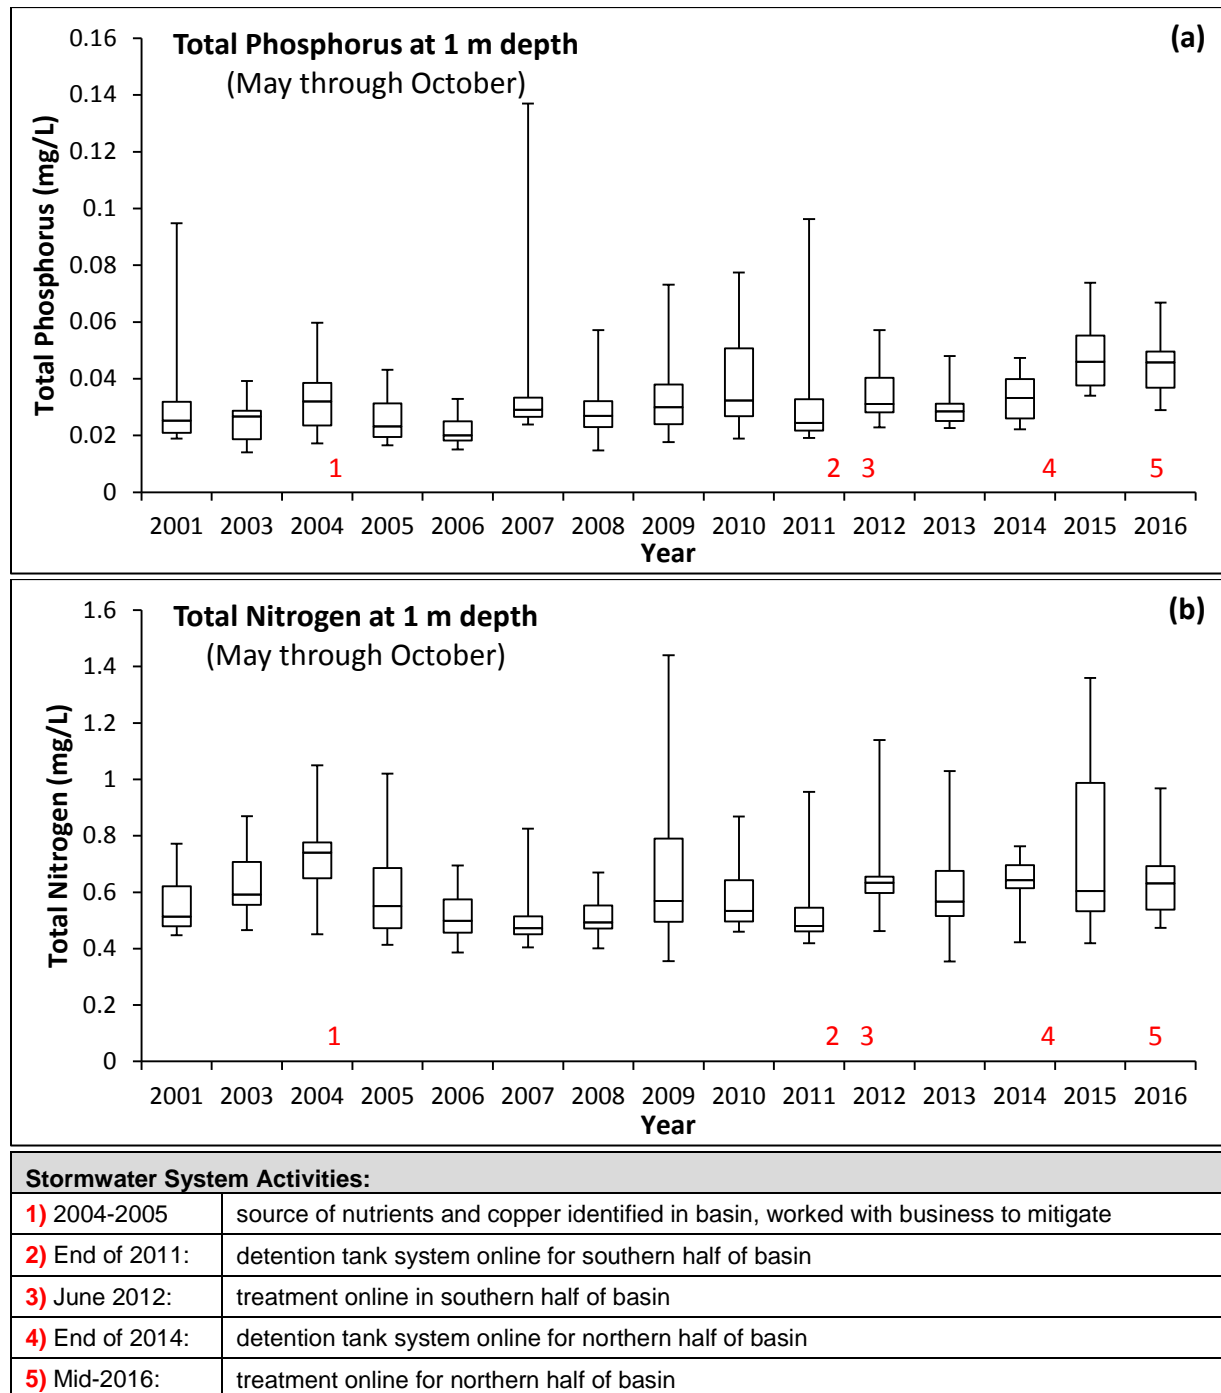 (a)
Total Phosphorus at 1 m depth
(May through October)
Total Phosphorus (mg/L)
0.16
0.14
0.12
0.1
0.08
0.06
0.04
0.02
0
1 2 3 4 5
2001 2003 2004 2005 2006 2007 2008 2009 2010 2011 2012 2013 2014 2015 2016
Year
(b)
Total Nitrogen at 1 m depth
(May through October)
Total Nitrogen (mg/L)
1.6
1.4
1.2
1
0.8
0.6
0.4
0.2
0
1 2 3 4 5
2001 2003 2004 2005 2006 2007 2008 2009 2010 2011 2012 2013 2014 2015 2016
Year
Stormwater System Activities:
1) 2004-2005 source of nutrients and copper identified in basin, worked with business to mitigate
2) End of 2011: detention tank system online for southern half of basin
3) June 2012: treatment online in southern half of basin
4) End of 2014: detention tank system online for northern half of basin
5) Mid-2016: treatment online for northern half of basin